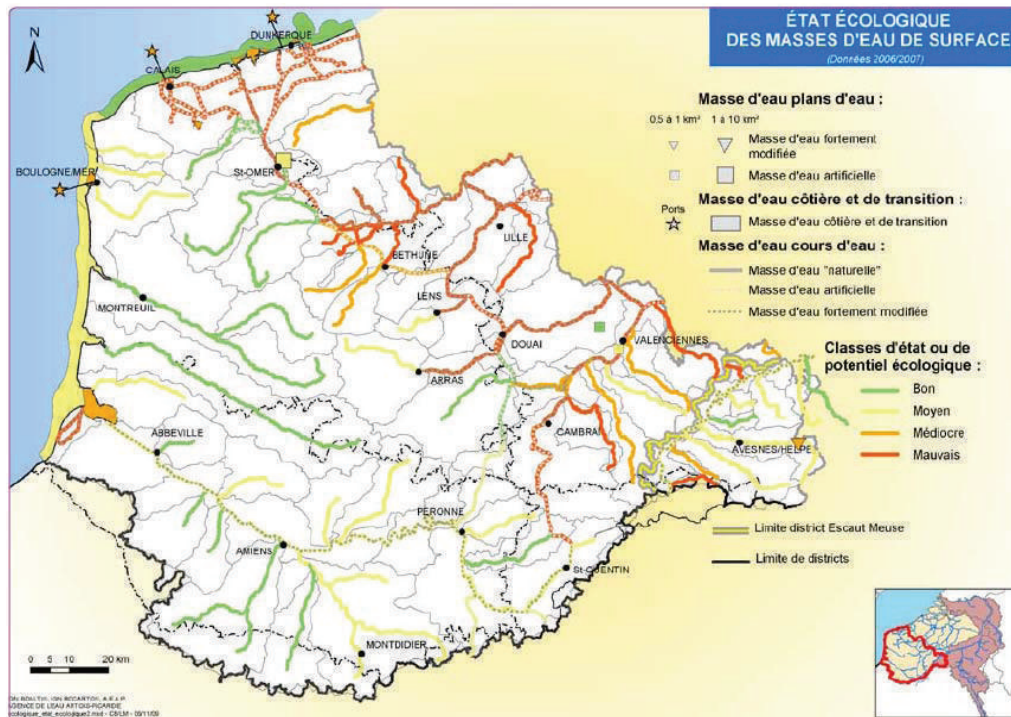 ÉTAT ÉCOLOGIQUE
DES MASSES D'EAU DE SURFACE
(Données 2006/2007)
N
DUNKERQUE
CALAIS
BOULOGNE/MER
St-OMER
LILLE
BETHUNE
LENS
MONTREUIL
DOUAI
VALENCIENNES
ARRAS
CAMBRAI
ABBEVILLE
AVESNES/HELPE
PERONNE
AMIENS
St-QUENTIN
MONTDIDIER
Masse d'eau plans d'eau :
0.5 à 1 km² 1 à 10 km²
Masse d'eau fortement
modifiée
Masse d'eau artificielle
Masse d'eau côtière et de transition :
Ports
Masse d'eau côtière et de transition
Masse d'eau cours d'eau :
Masse d'eau "naturelle"
Masse d'eau artificielle
Masse d'eau fortement modifiée
Classes d'état ou de
potentiel écologique :
Bon
Moyen
Médiocre
Mauvais
Limite district Escaut Meuse
Limite de districts
0 5 10 20 km
AGENCE DE L'EAU ARTOIS-PICARDIE